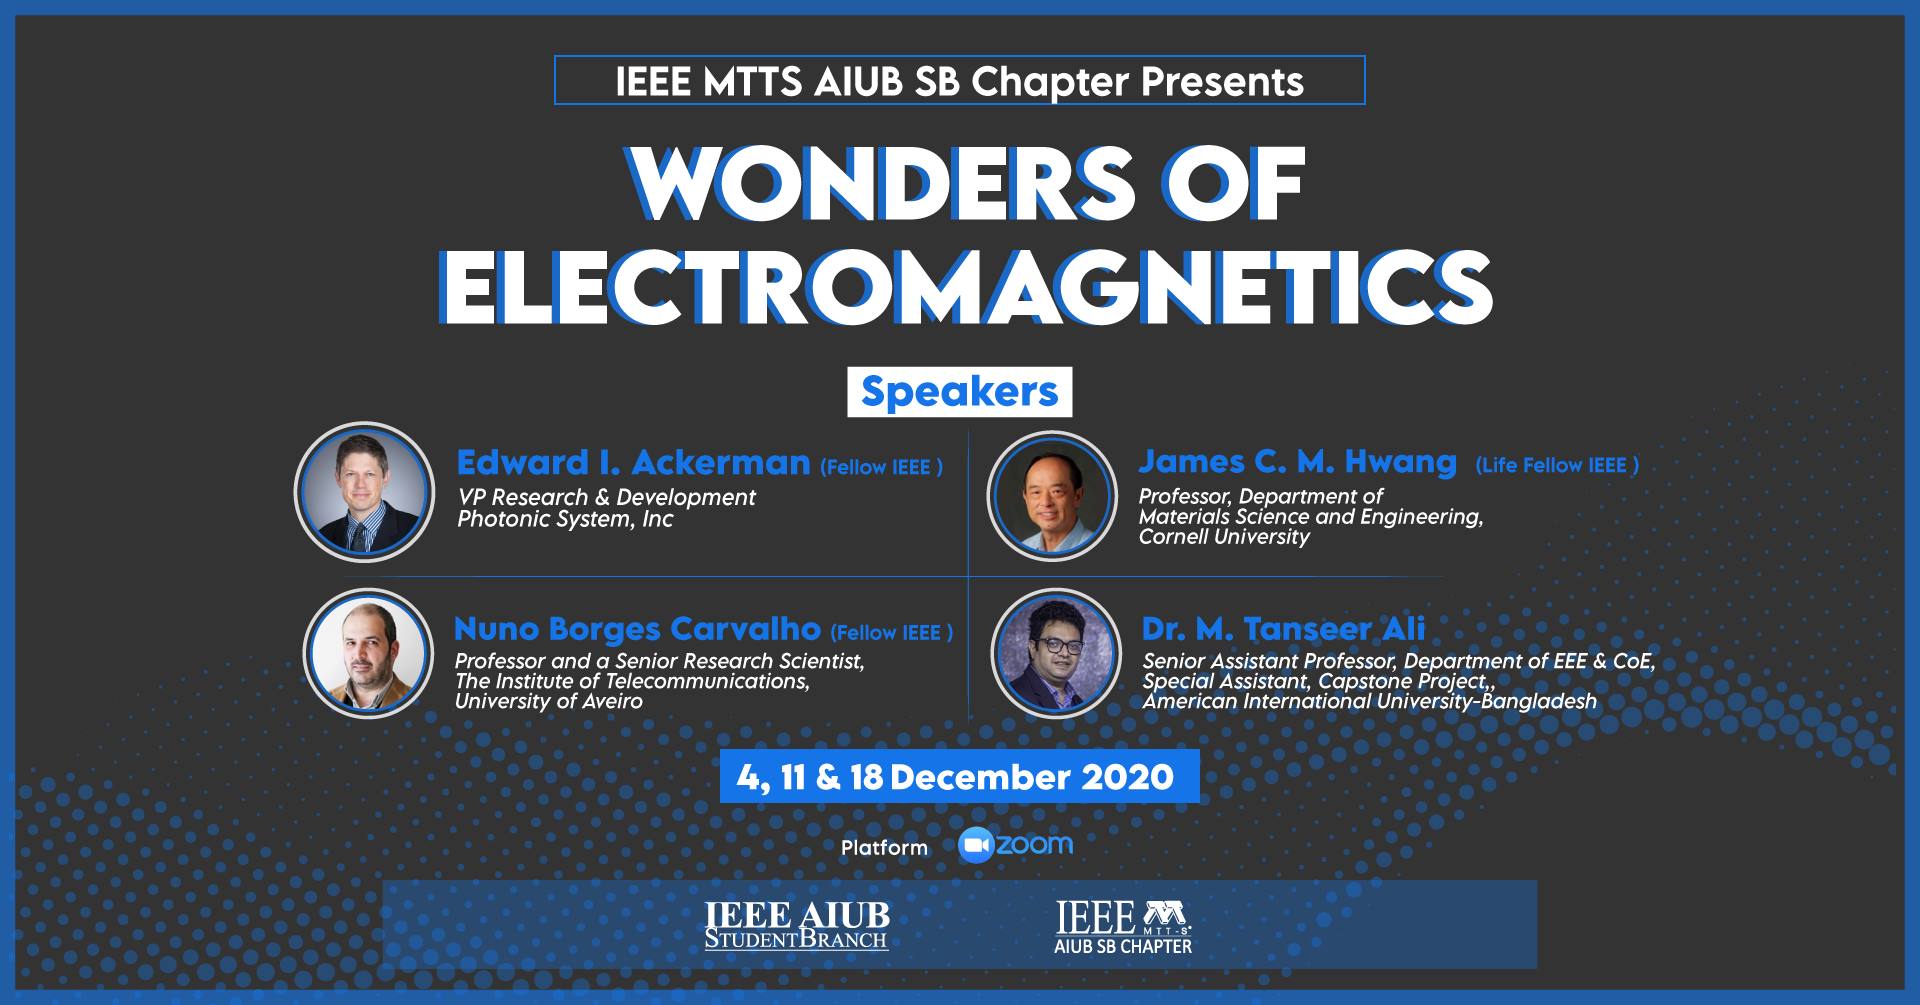 IEEE MTTS AIUB SB Chapter Presents
WONDERS OF
ELECTROMAGNETICS
Speakers
Edward I. Ackerman (Fellow IEEE )
VP Research & Development
Photonic System, Inc
James C. M. Hwang (Life Fellow IEEE )
Professor, Department of
Materials Science and Engineering,
Cornell University
Nuno Borges Carvalho (Fellow IEEE )
Professor and a Senior Research Scientist,
The Institute of Telecommunications,
University of Aveiro
Dr. M. Tanseer Ali
Senior Assistant Professor, Department of EEE & CoE,
Special Assistant, Capstone Project,,
American International University-Bangladesh
4, 11 & 18 December 2020
Platform zoom
IEEE AIUB
STUDENTBRANCH
IEEE MTT-S
AIUB SB CHAPTER